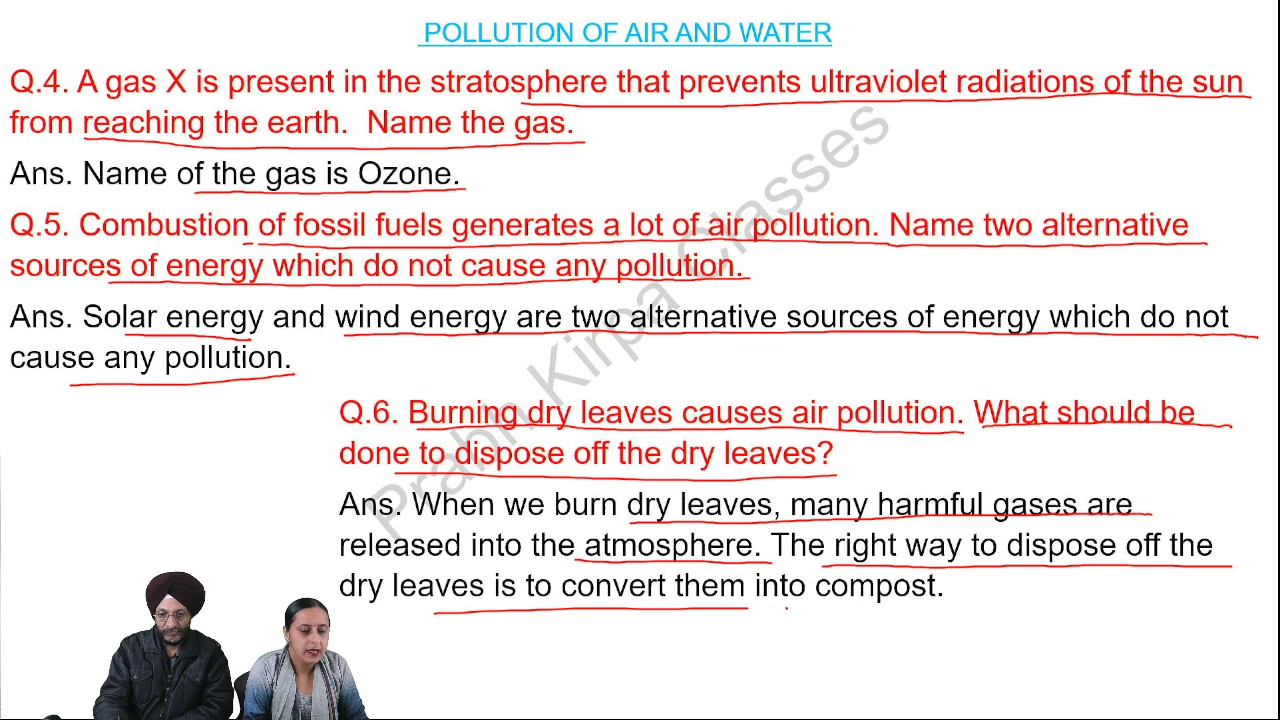 POLLUTION OF AIR AND WATER
Q.4. A gas X is present in the stratosphere that prevents ultraviolet radiations of the sun
from reaching the earth. Name the gas.
Ans. Name of the gas is Ozone.
Q.5. Combustion of fossil fuels generates a lot of air pollution. Name two alternative
sources of energy which do not cause any pollution.
Ans. Solar energy and wind energy are two alternative sources of energy which do not
cause any pollution.
Q.6. Burning dry leaves causes air pollution. What should be
done to dispose off the dry leaves?
Ans. When we burn dry leaves, many harmful gases are
released into the atmosphere. The right way to dispose off the
dry leaves is to convert them into compost.
Prabh Kirpa Classes